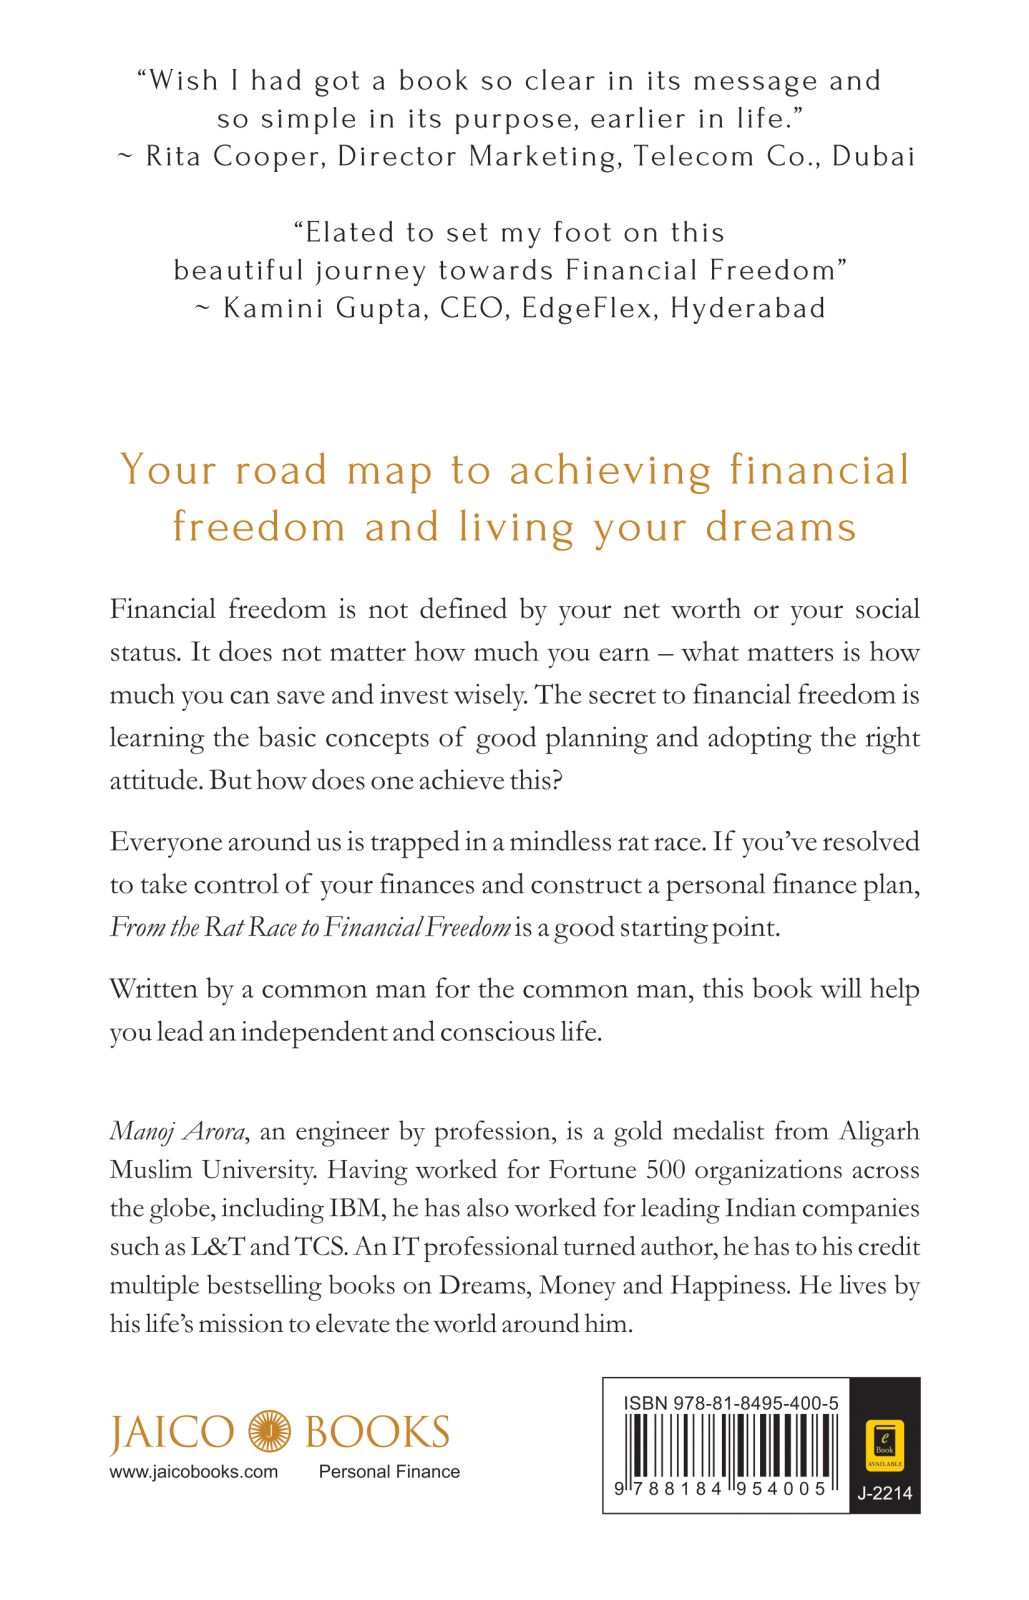 “Wish I had got a book so clear in its message and
so simple in its purpose, earlier in life.”
~ Rita Cooper, Director Marketing, Telecom Co., Dubai
“Elated to set my foot on this
beautiful journey towards Financial Freedom”
~ Kamini Gupta, CEO, EdgeFlex, Hyderabad
Your road map to achieving financial
freedom and living your dreams
Financial freedom is not defined by your net worth or your social
status. It does not matter how much you earn – what matters is how
much you can save and invest wisely. The secret to financial freedom is
learning the basic concepts of good planning and adopting the right
attitude. But how does one achieve this?
Everyone around us is trapped in a mindless rat race. If you’ve resolved
to take control of your finances and construct a personal finance plan,
From the Rat Race to Financial Freedom is a good starting point.
Written by a common man for the common man, this book will help
you lead an independent and conscious life.
Manoj Arora, an engineer by profession, is a gold medalist from Aligarh
Muslim University. Having worked for Fortune 500 organizations across
the globe, including IBM, he has also worked for leading Indian companies
such as L&T and TCS. An IT professional turned author, he has to his credit
multiple bestselling books on Dreams, Money and Happiness. He lives by
his life’s mission to elevate the world around him.
JAICO J BOOKS
www.jaicobooks.com Personal Finance
ISBN 978-81-8495-400-5
9 788184 954005
e
Book
AVAILABLE
J-2214